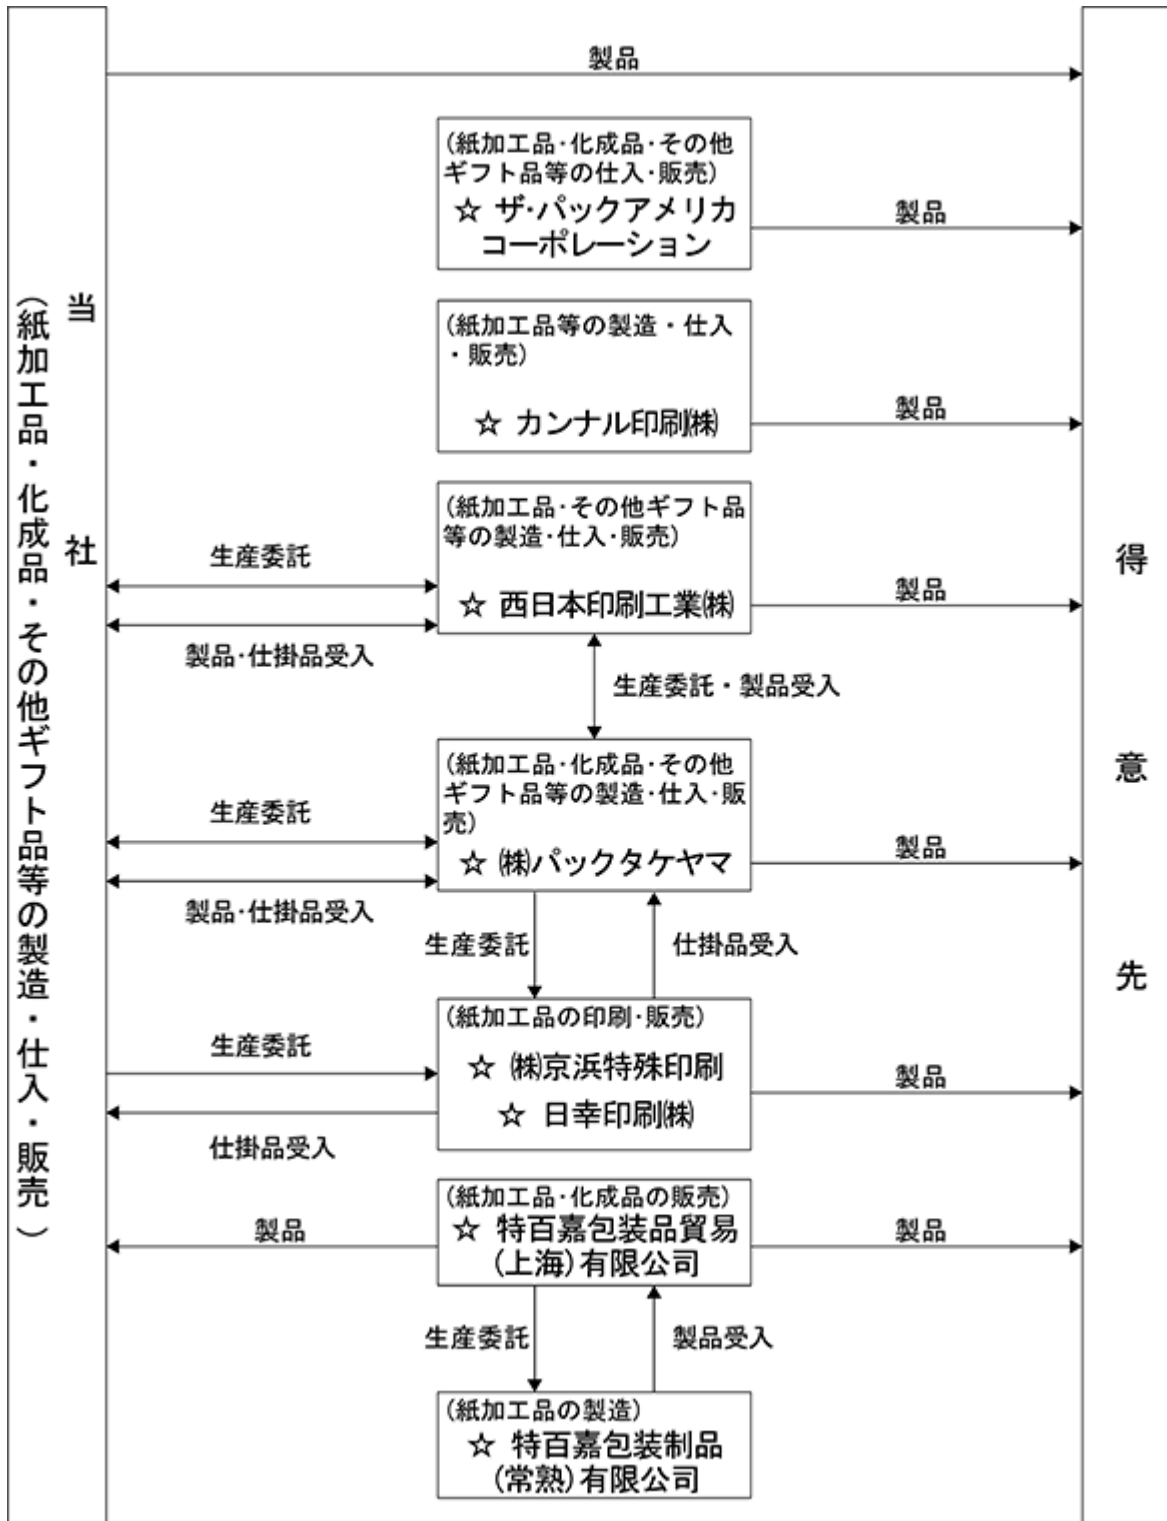 当社
(紙加工品・化成品・その他ギフト品等の製造・仕入・販売)
製品
(紙加工品・化成品・その他
ギフト品等の仕入・販売)
☆ ザ・パックアメリカ
コーポレーション
製品
(紙加工品等の製造・仕入
・販売)
☆ カンナル印刷㈱
製品
(紙加工品・その他ギフト品
等の製造・仕入・販売)
☆ 西日本印刷工業㈱
生産委託
製品・仕掛品受入
製品
生産委託・製品受入
(紙加工品・化成品・その他
ギフト品等の製造・仕入・販
売)
☆ ㈱パックタケヤマ
生産委託
製品・仕掛品受入
製品
生産委託
仕掛品受入
(紙加工品の印刷・販売)
☆ ㈱京浜特殊印刷
☆ 日幸印刷㈱
生産委託
仕掛品受入
製品
(紙加工品・化成品の販売)
☆ 特百嘉包装品貿易
(上海)有限公司
製品
製品
生産委託
製品受入
(紙加工品の製造)
☆ 特百嘉包装制品
(常熟)有限公司
得意先